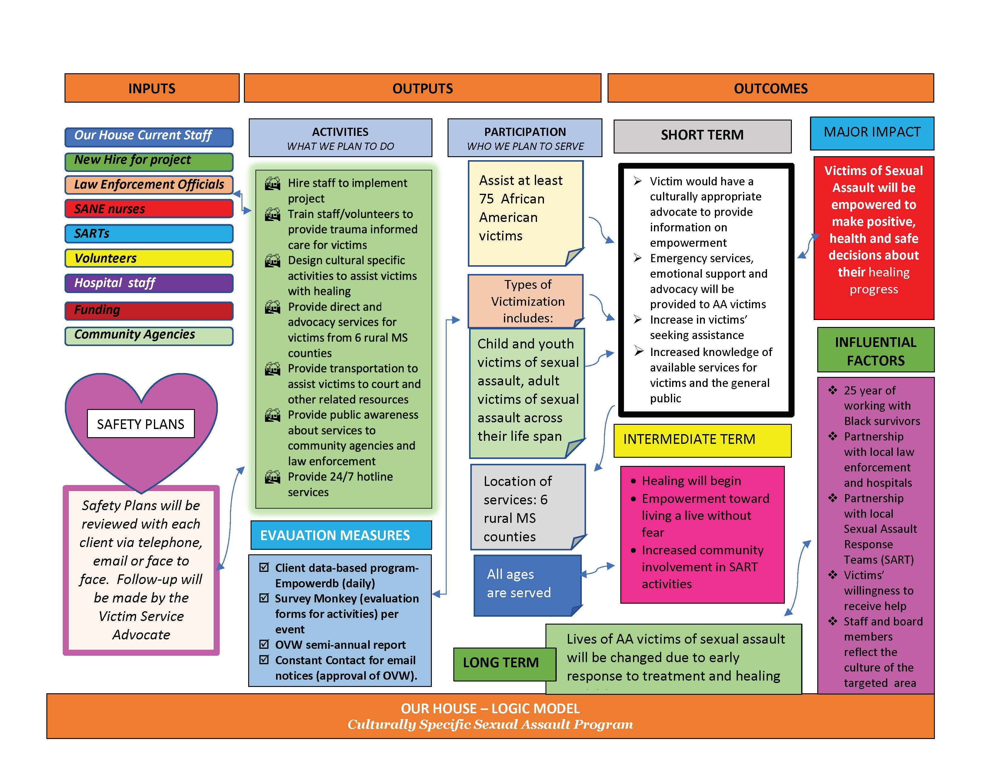 INPUTS
OUTPUTS
OUTCOMES
Our House Current Staff
New Hire for project
Law Enforcement Officials
SANE nurses
SARTs
Volunteers
Hospital staff
Funding
Community Agencies
SAFETY PLANS
Safety Plans will be
reviewed with each
client via telephone,
email or face to
face. Follow-up will
be made by the
Victim Service
Advocate
ACTIVITIES
WHAT WE PLAN TO DO
Hire staff to implement
project
Train staff/volunteers to
provide trauma informed
care for victims
Design cultural specific
activities to assist victims
with healing
Provide direct and
advocacy services for
victims from 6 rural MS
counties
Provide transportation to
assist victims to court and
other related resources
Provide public awareness
about services to
community agencies and
law enforcement
Provide 24/7 hotline
services
EVAUATION MEASURES
Client data-based program-
Empowerdb (daily)
Survey Monkey (evaluation
forms for activities) per
event
OVW semi-annual report
Constant Contact for email
notices (approval of OVW).
PARTICIPATION
WHO WE PLAN TO SERVE
Assist at least
75 African
American
victims
Types of
Victimization
includes:
Child and youth
victims of sexual
assault, adult
victims of sexual
assault across
their life span
Location of
services: 6
rural MS
counties
All ages
are served
SHORT TERM
➢ Victim would have a
culturally appropriate
advocate to provide
information on
empowerment
➢ Emergency services,
emotional support and
advocacy will be
provided to AA victims
➢ Increase in victims’
seeking assistance
➢ Increased knowledge of
available services for
victims and the general
public
INTERMEDIATE TERM
• Healing will begin
• Empowerment toward
living a live without
fear
• Increased community
involvement in SART
activities
LONG TERM
Lives of AA victims of sexual assault
will be changed due to early
response to treatment and healing
MAJOR IMPACT
Victims of Sexual
Assault will be
empowered to
make positive,
health and safe
decisions about
their healing
progress
INFLUENTIAL
FACTORS
❖ 25 year of
working with
Black survivors
❖ Partnership
with local law
enforcement
and hospitals
❖ Partnership
with local
Sexual Assault
Response
Teams (SART)
❖ Victims’
willingness to
receive help
❖ Staff and board
members
reflect the
culture of the
targeted area
OUR HOUSE – LOGIC MODEL
Culturally Specific Sexual Assault Program